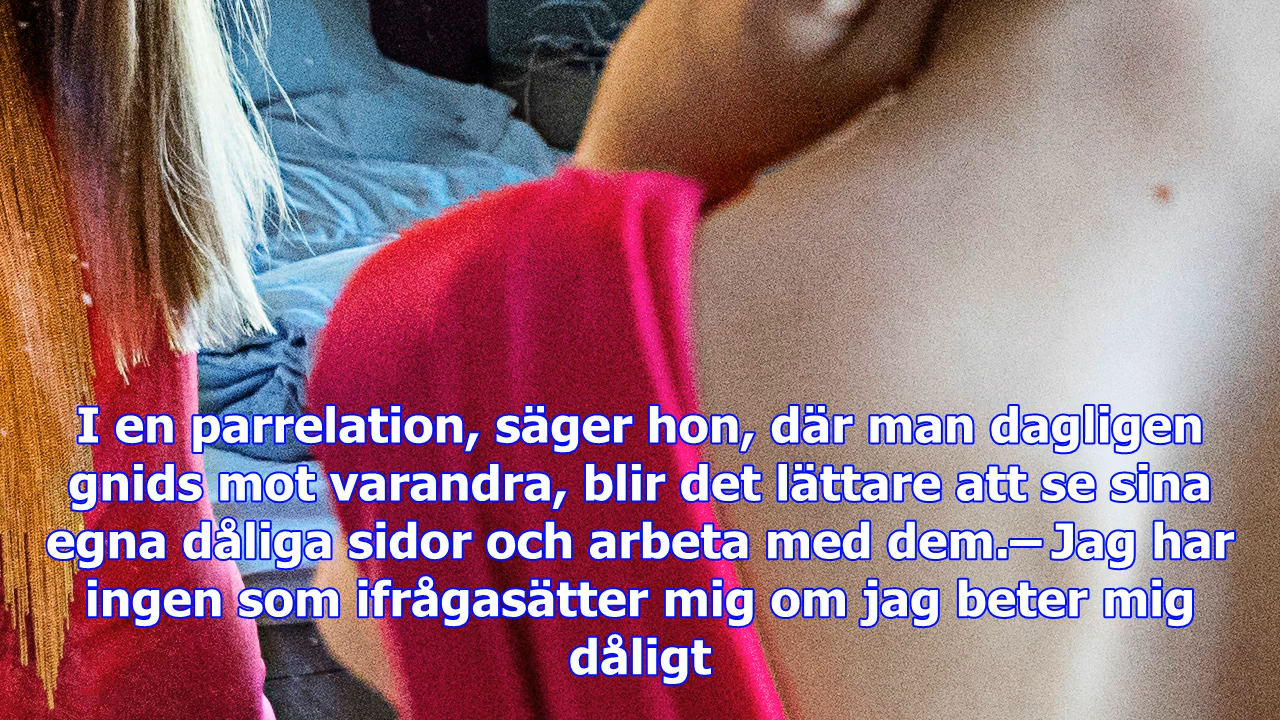 I en parrelation, säger hon, där man dagligen
gnids mot varandra, blir det lättare att se sina
egna dåliga sidor och arbeta med dem.– Jag har
ingen som ifrågasätter mig om jag beter mig
dåligt